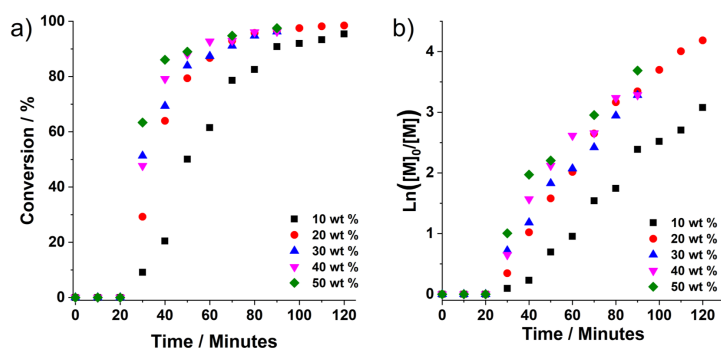 a)
Conversion / %
100
80
60
40
20
0
10 wt %
20 wt %
30 wt %
40 wt %
50 wt %
0 20 40 60 80 100 120
Time / Minutes
b)
Ln([M]₀/[M])
4
3
2
1
0
10 wt %
20 wt %
30 wt %
40 wt %
50 wt %
0 20 40 60 80 100 120
Time / Minutes